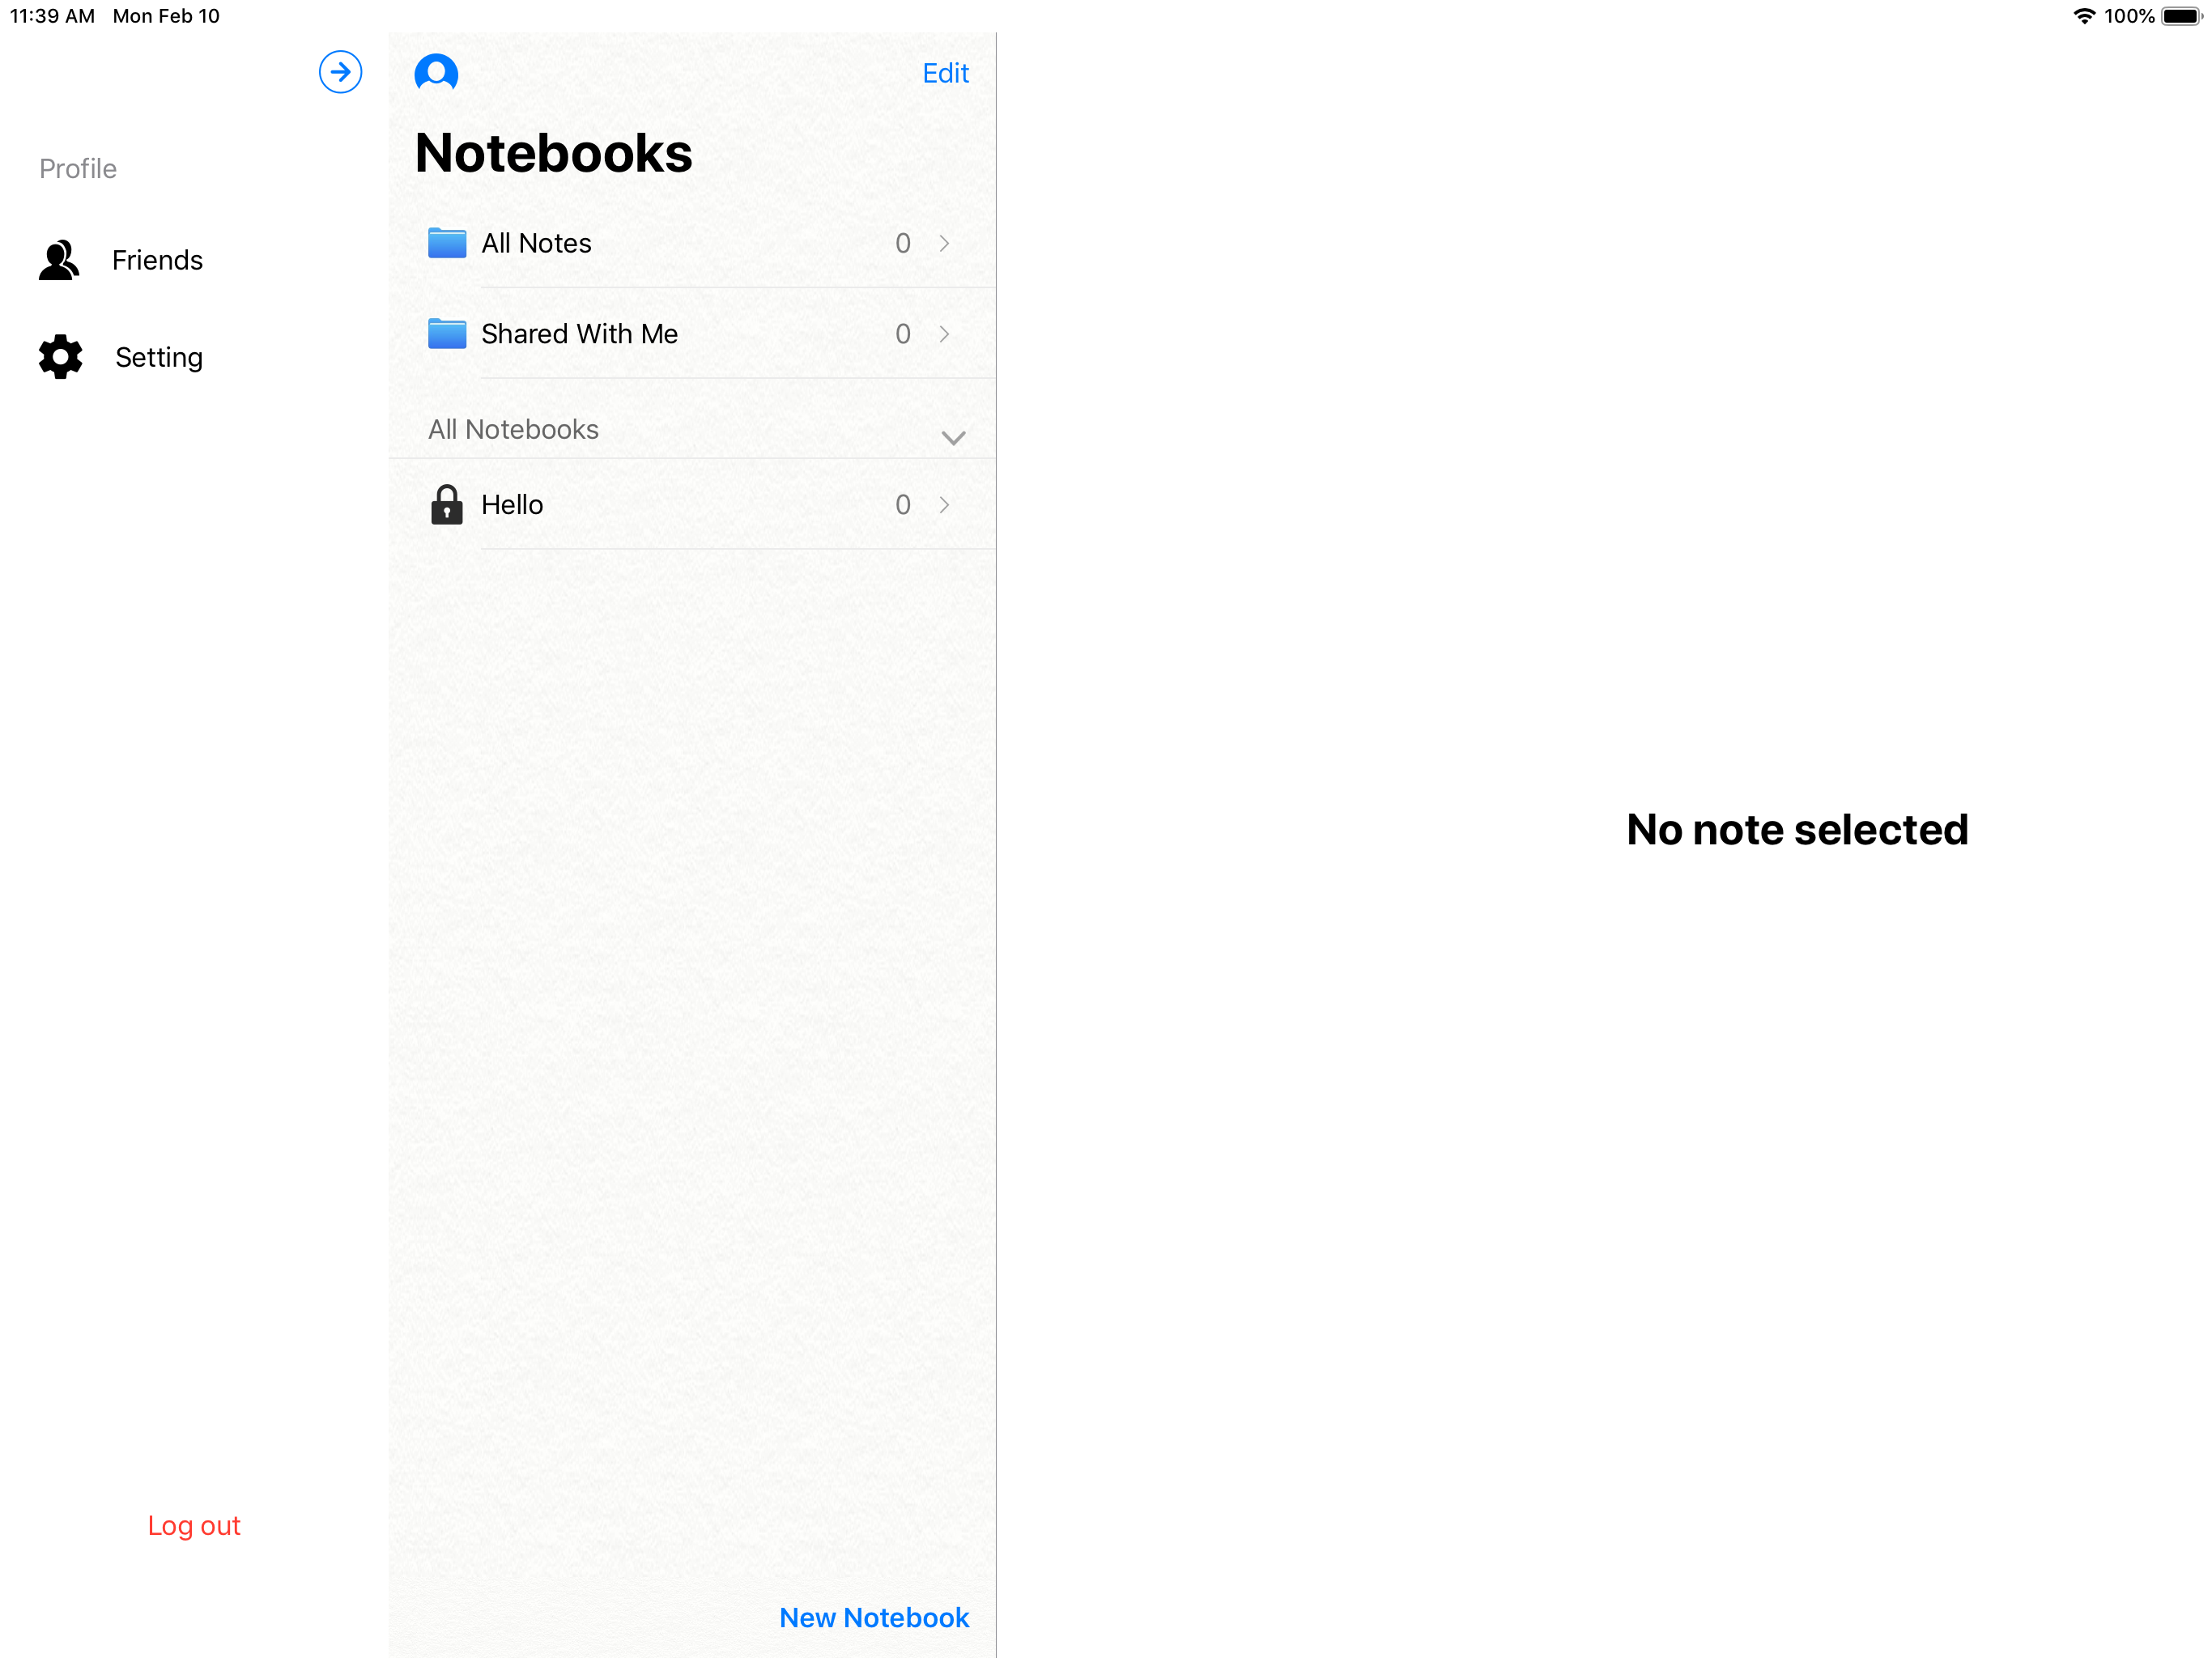 11:39 AM Mon Feb 10
100%
Profile
Friends
Setting
Log out
Edit
Notebooks
All Notes 0
Shared With Me 0
All Notebooks
Hello 0
New Notebook
No note selected